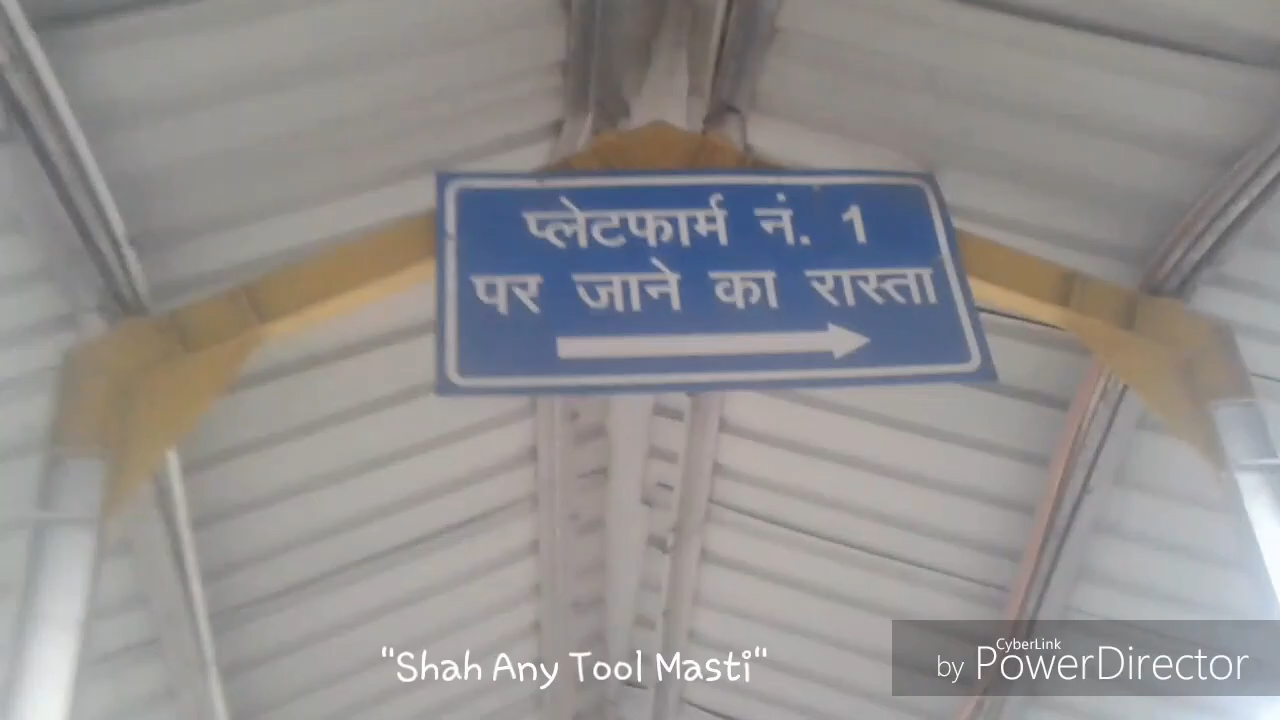 प्लेटफार्म नं. 1
पर जाने का रास्ता
"Shah Any Tool Masti"
CyberLink
by PowerDirector